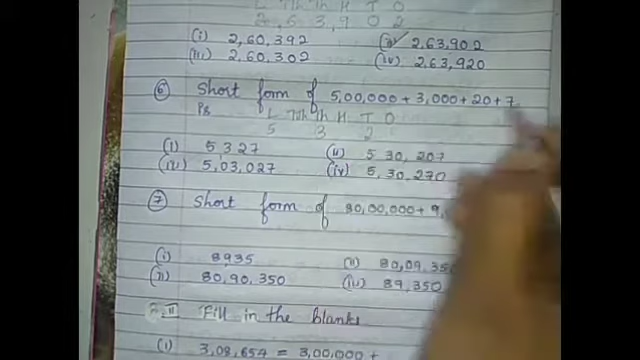 L TTh Th H T O
2 6 3 9 0 2
(i) 2,60,392 (ii) 2,63,902
(iii) 2,60,302 (iv) 2,63,920
(6) Short form of 5,00,000 + 3,000 + 20 + 7
L TTh Th H T O
5 3 2
(i) 5327 (ii) 5 30, 207
(iii) 5,03,027 (iv) 5,30,270
(7) Short form of 80,00,000 + 9,
(i) 8935 (ii) 80,09,350
(iii) 80,90,350 (iv) 89,350
Fill in the blanks
(i) 3,08,654 = 3,00,000 +